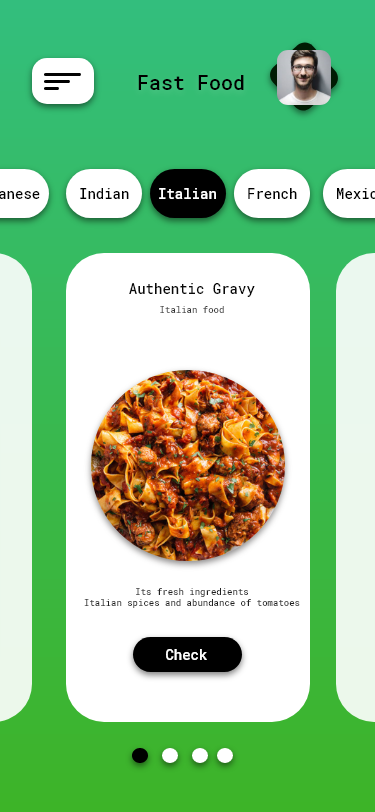 Fast Food
anese
Indian
Italian
French
Mexic
Authentic Gravy
Italian food
Its fresh ingredients
Italian spices and abundance of tomatoes
Check